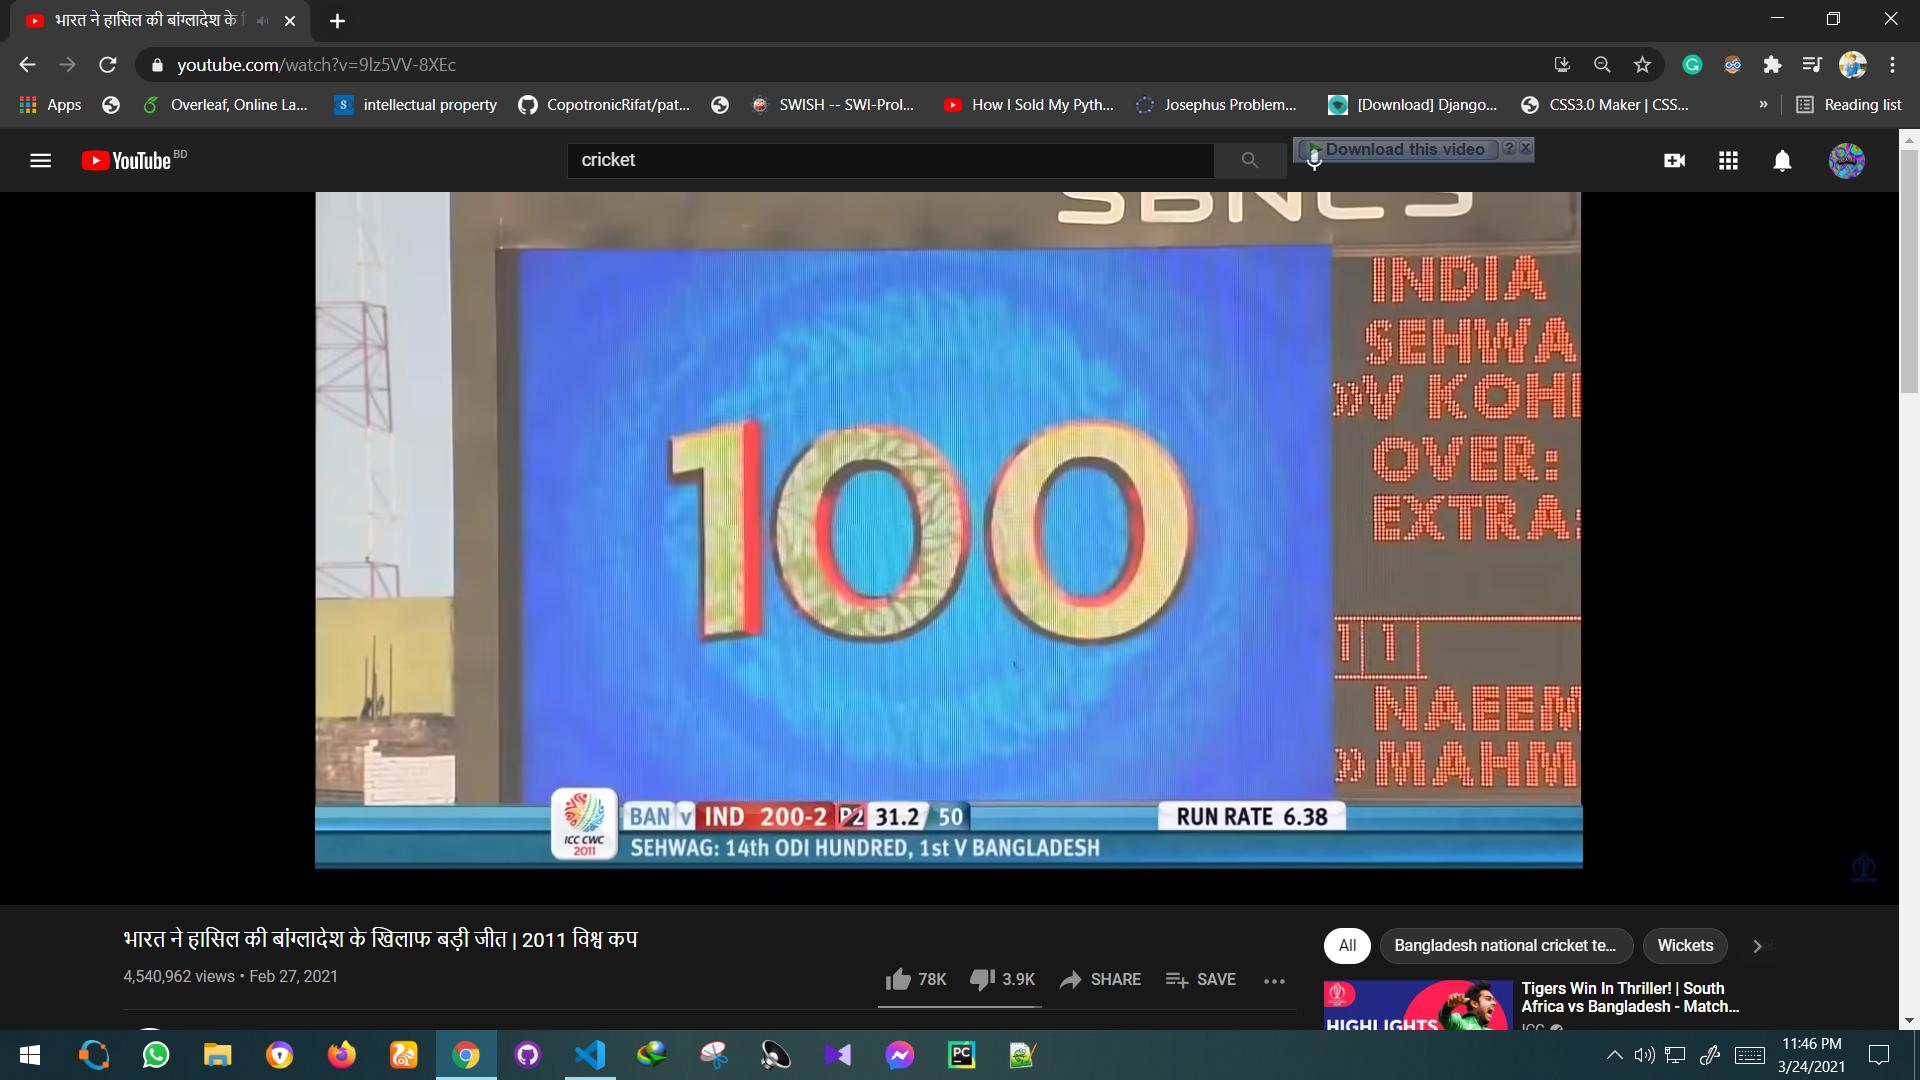 भारत ने हासिल की बांग्लादेश के
youtube.com/watch?v=9lz5VV-8XEc
Apps
Overleaf, Online La...
intellectual property
CopotronicRifat/pat...
SWISH -- SWI-Prol...
How I Sold My Pyth...
Josephus Problem...
[Download] Django...
CSS3.0 Maker | CSS...
»
Reading list
YouTube BD
cricket
Download this video
INDIA
SEHWA
»V KOH
OVER:
EXTRA
100
11
NAEEM
»MAHM
BAN v IND 200-2 P2 31.2 50
RUN RATE 6.38
ICC CWC 2011
SEHWAG: 14th ODI HUNDRED, 1st V BANGLADESH
भारत ने हासिल की बांग्लादेश के खिलाफ बड़ी जीत | 2011 विश्व कप
4,540,962 views • Feb 27, 2021
78K
3.9K
SHARE
SAVE
All
Bangladesh national cricket te...
Wickets
Tigers Win In Thriller! | South
Africa vs Bangladesh - Match...
HIGHLIGHTS
11:46 PM
3/24/2021